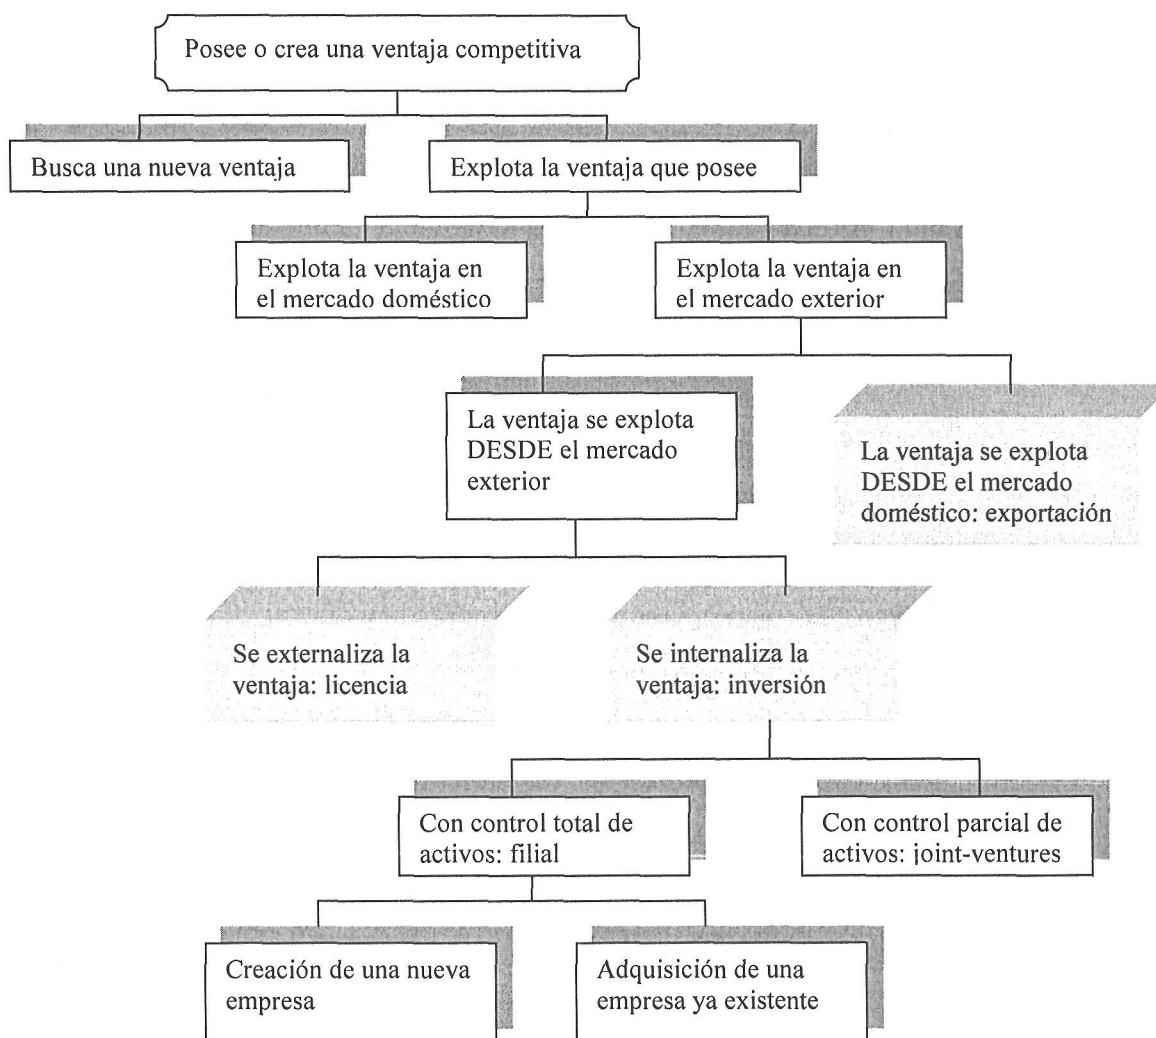 Posee o crea una ventaja competitiva
Busca una nueva ventaja
Explota la ventaja que posee
Explota la ventaja en
el mercado doméstico
Explota la ventaja en
el mercado exterior
La ventaja se explota
DESDE el mercado
exterior
La ventaja se explota
DESDE el mercado
doméstico: exportación
Se externaliza la
ventaja: licencia
Se internaliza la
ventaja: inversión
Con control total de
activos: filial
Con control parcial de
activos: joint-ventures
Creación de una nueva
empresa
Adquisición de una
empresa ya existente